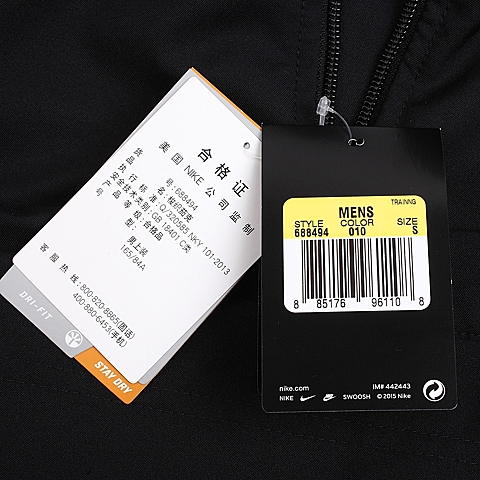 合格证
美国 NIKE 公司监制
货 号: 688494
品 名: 梭织茄克
执行标准: Q/320585 NKY 101-2013
安全技术类别: GB 18401 C类
产品等级: 合格品
号 型:
男上装
165/84A
客服热线: 800-820-8865(固话)
400-880-6453(手机)
DRI-FIT
STAY DRY
TRAINING
MENS
STYLE COLOR SIZE
688494 010 S
8 85176 96110 8
nike.com IM# 442443
NIKE SWOOSH © 2015 Nike